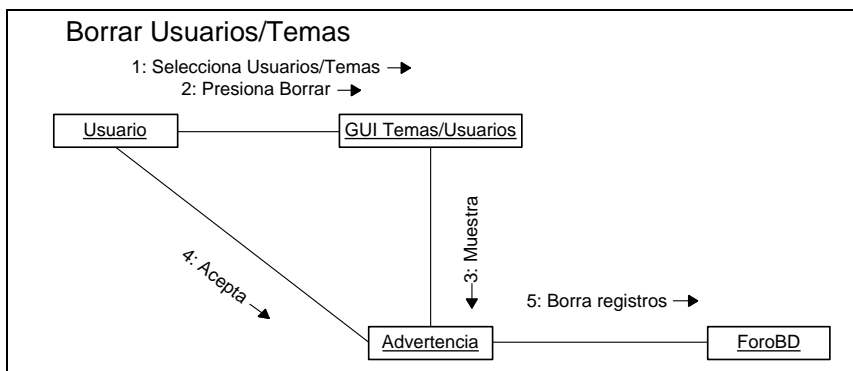 Borrar Usuarios/Temas
1: Selecciona Usuarios/Temas
2: Presiona Borrar
Usuario
GUI Temas/Usuarios
3: Muestra
4: Acepta
5: Borra registros
Advertencia
ForoBD